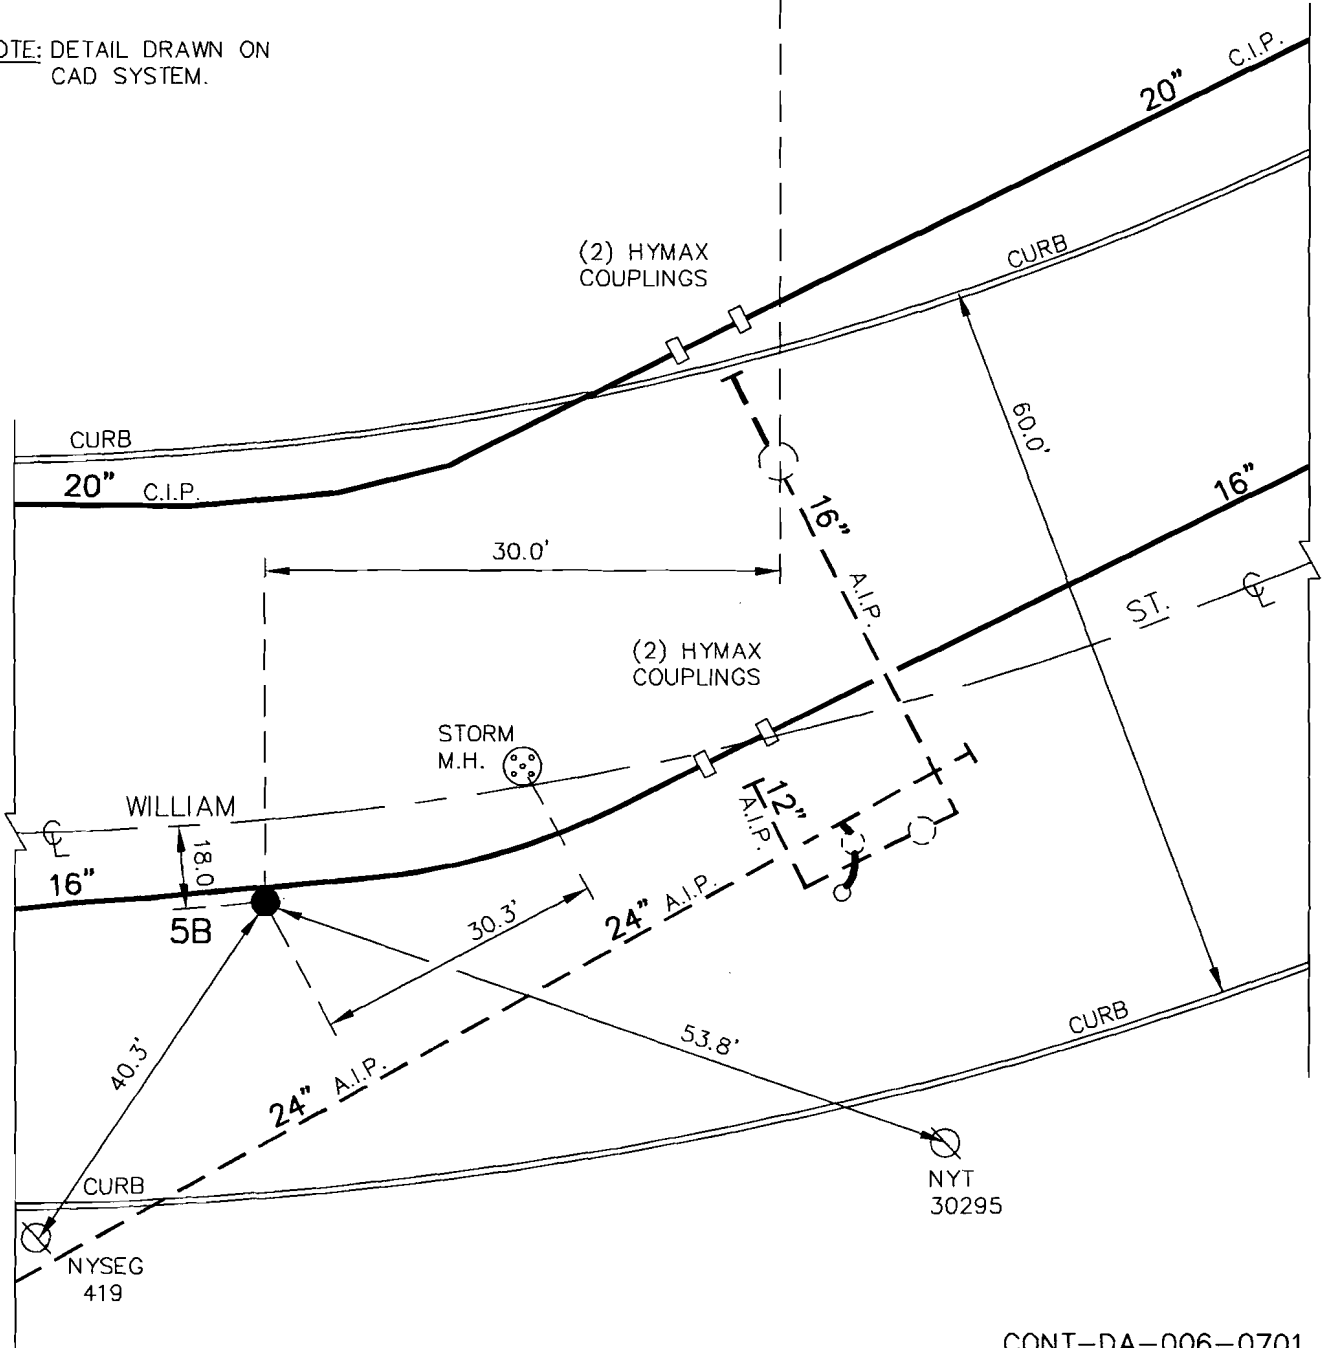 OTE: DETAIL DRAWN ON
CAD SYSTEM.
20" C.I.P.
(2) HYMAX
COUPLINGS
CURB
CURB
20" C.I.P.
60.0'
16"
30.0'
16" A.I.P.
(2) HYMAX
COUPLINGS
ST. ℄
STORM
M.H.
WILLIAM
℄
18.0
16"
12"
A.I.P.
5B
30.3'
24" A.I.P.
40.3'
53.8'
CURB
24" A.I.P.
CURB
NYT
30295
NYSEG
419
CONT-DA-006-0701